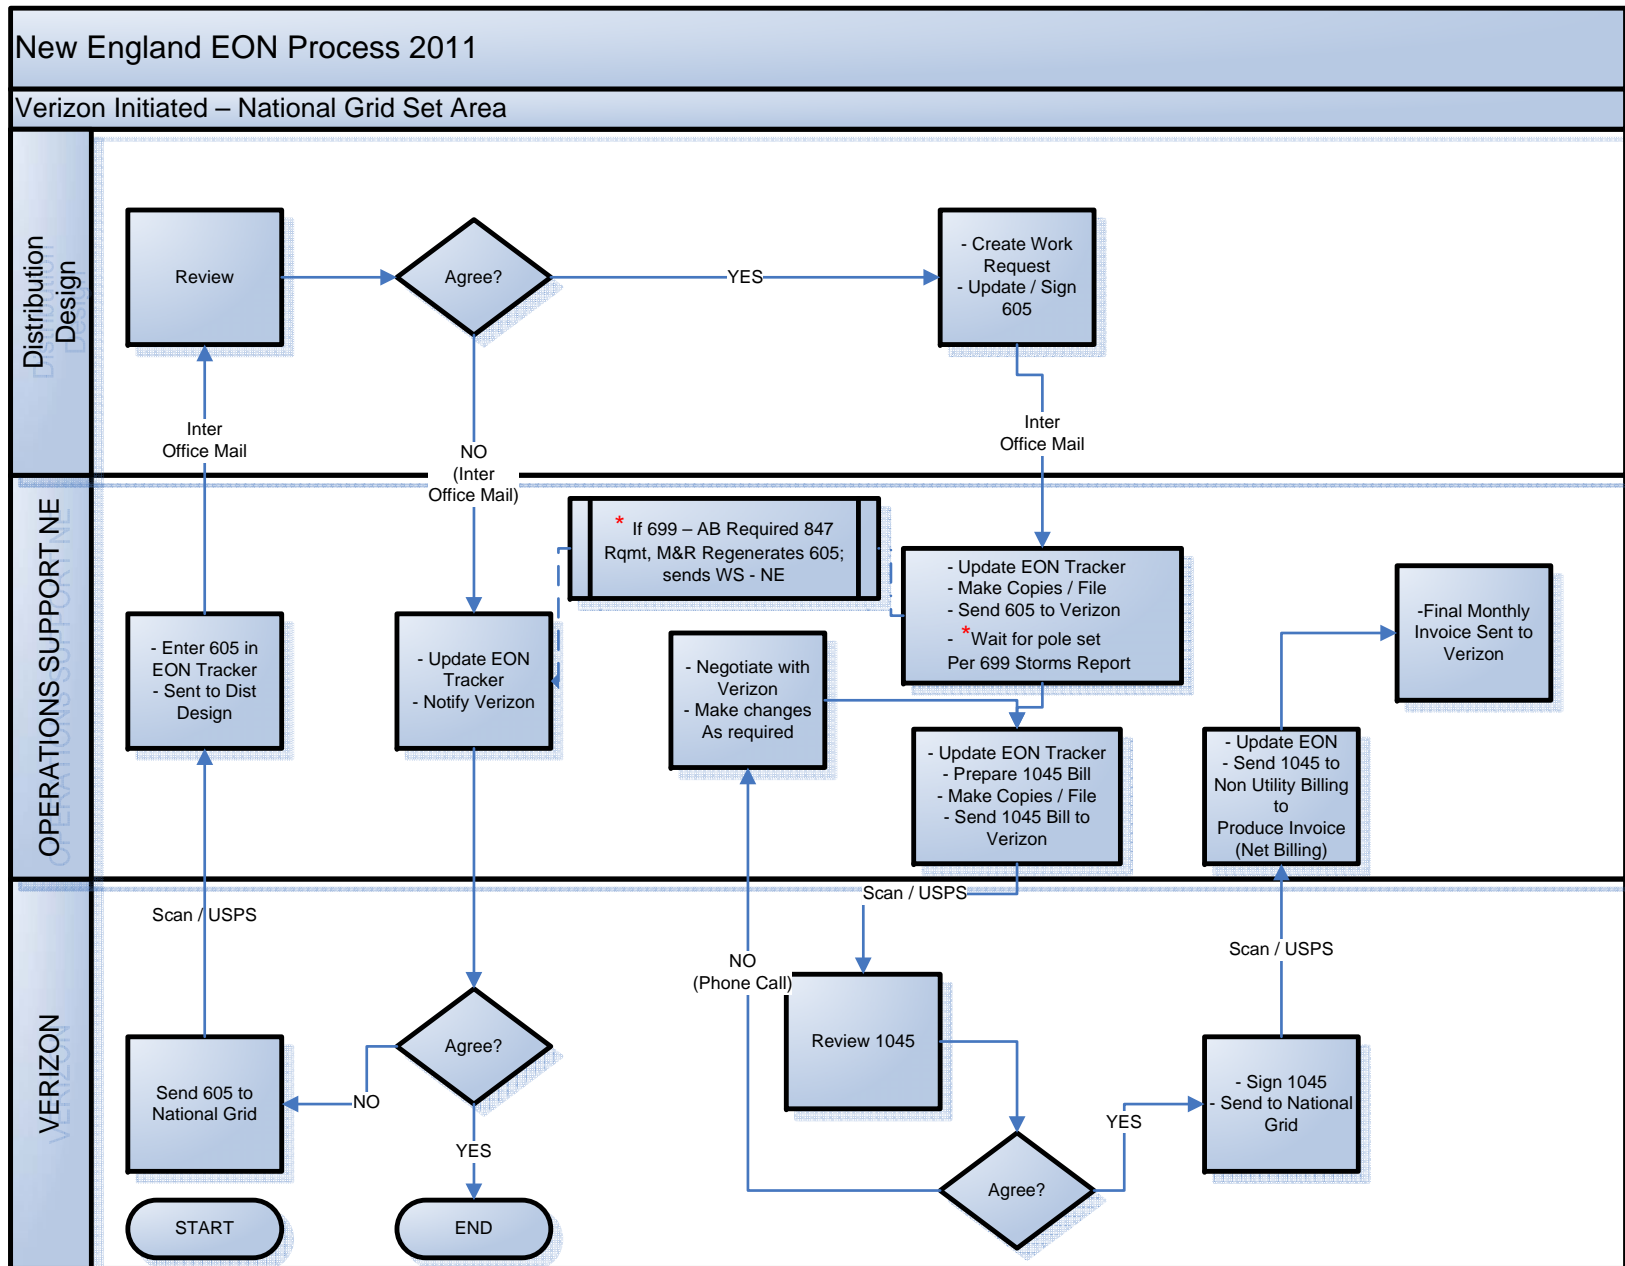 New England EON Process 2011
Verizon Initiated – National Grid Set Area
Distribution
Design
Review
Agree?
YES
- Create Work
Request
- Update / Sign
605
Inter
Office Mail
NO
(Inter
Office Mail)
Inter
Office Mail
OPERATIONS SUPPORT NE
* If 699 – AB Required 847
Rqmt, M&R Regenerates 605;
sends WS - NE
- Update EON Tracker
- Make Copies / File
- Send 605 to Verizon
- *Wait for pole set
Per 699 Storms Report
-Final Monthly
Invoice Sent to
Verizon
- Enter 605 in
EON Tracker
- Sent to Dist
Design
- Update EON
Tracker
- Notify Verizon
- Negotiate with
Verizon
- Make changes
As required
- Update EON Tracker
- Prepare 1045 Bill
- Make Copies / File
- Send 1045 Bill to
Verizon
- Update EON
- Send 1045 to
Non Utility Billing
to
Produce Invoice
(Net Billing)
VERIZON
Scan / USPS
Scan / USPS
Scan / USPS
NO
(Phone Call)
Send 605 to
National Grid
NO
Agree?
YES
Review 1045
Agree?
YES
- Sign 1045
- Send to National
Grid
START
END